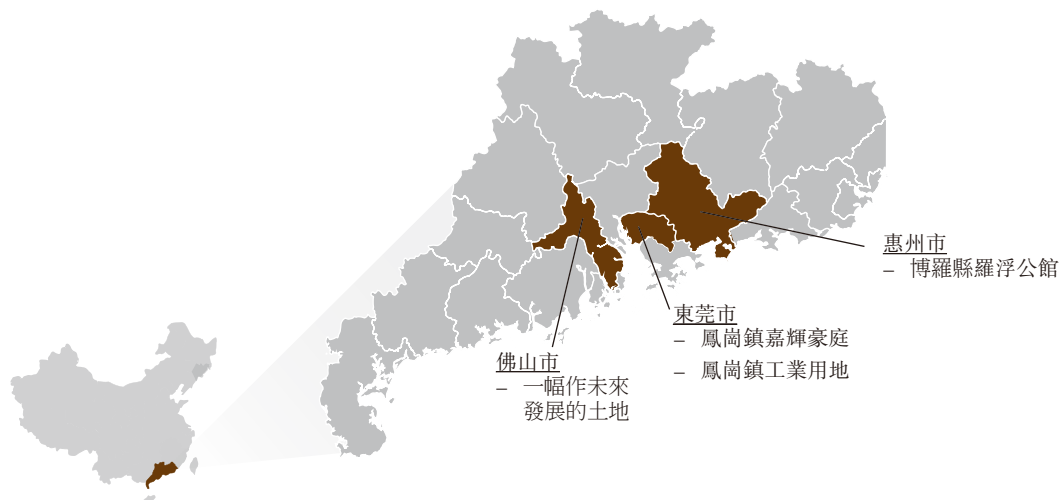 惠州市
– 博羅縣羅浮公館
東莞市
– 鳳崗鎮嘉輝豪庭
– 鳳崗鎮工業用地
佛山市
– 一幅作未來
發展的土地